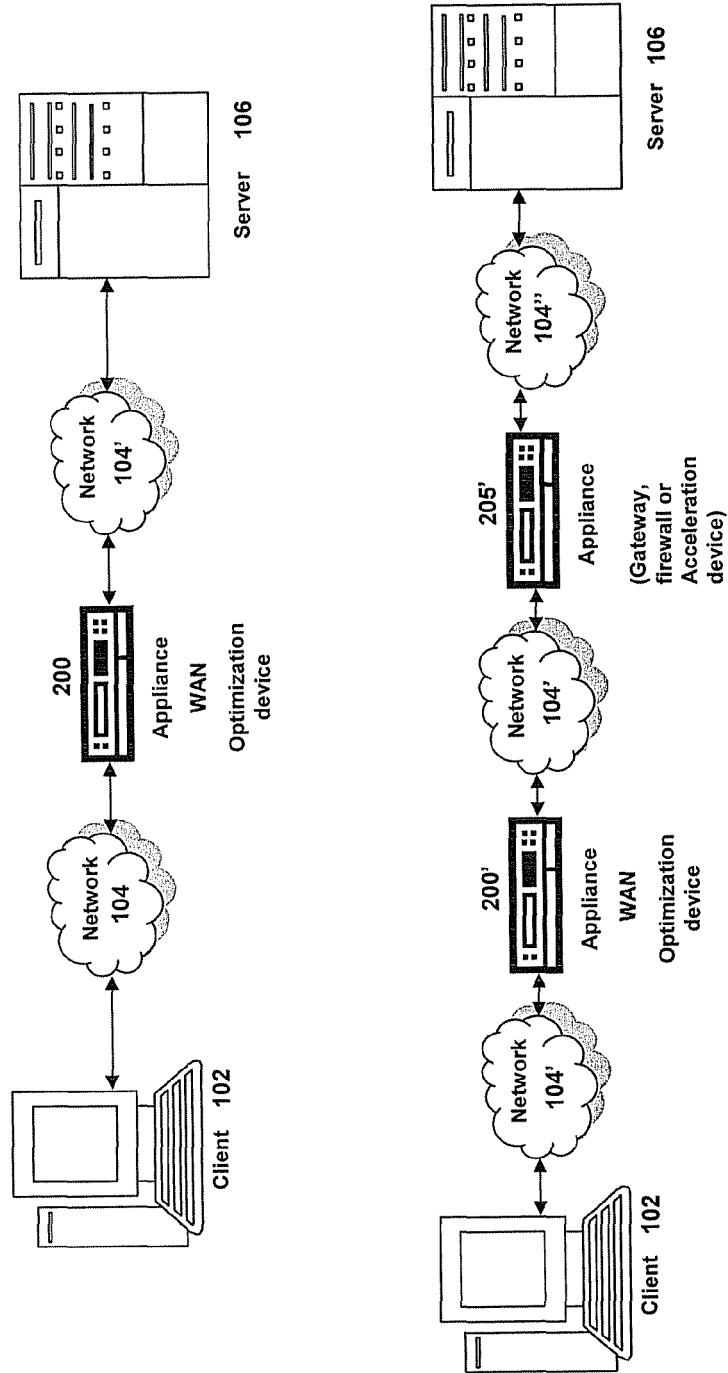 Client 102
Network
104
200
Appliance
WAN
Optimization
device
Network
104'
Server 106
Client 102
Network
104'
200'
Appliance
WAN
Optimization
device
Network
104'
205'
Appliance
(Gateway,
firewall or
Acceleration
device)
Network
104"
Server 106